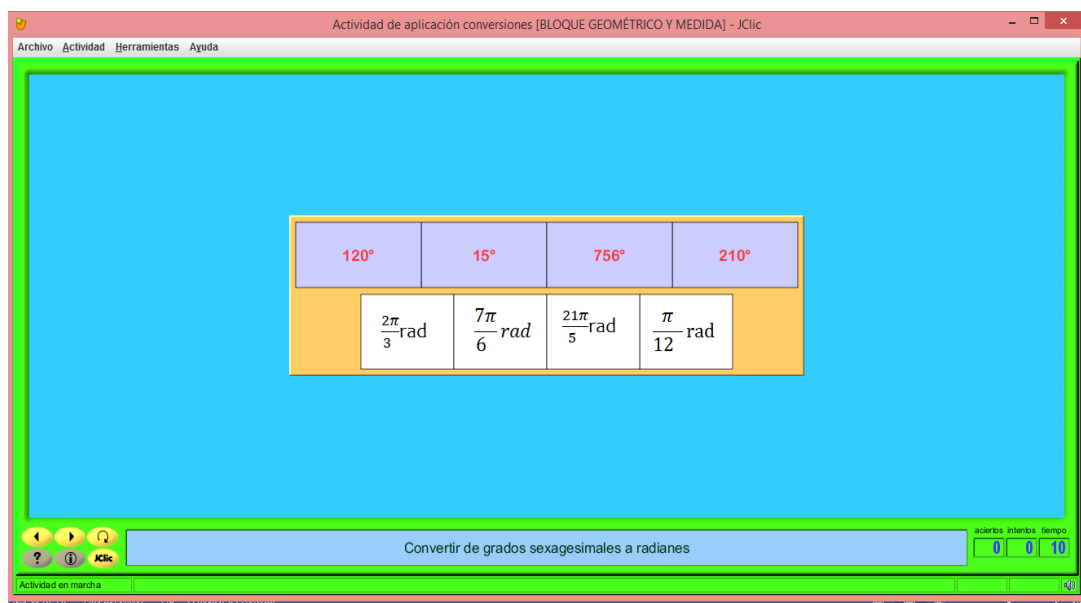 Actividad de aplicación conversiones [BLOQUE GEOMÉTRICO Y MEDIDA] - JClic
Archivo Actividad Herramientas Ayuda
120° 15° 756° 210°
2π/3 rad 7π/6 rad 21π/5 rad π/12 rad
aciertos intentos tiempo
0 0 10
Convertir de grados sexagesimales a radianes
? i JClic
Actividad en marcha